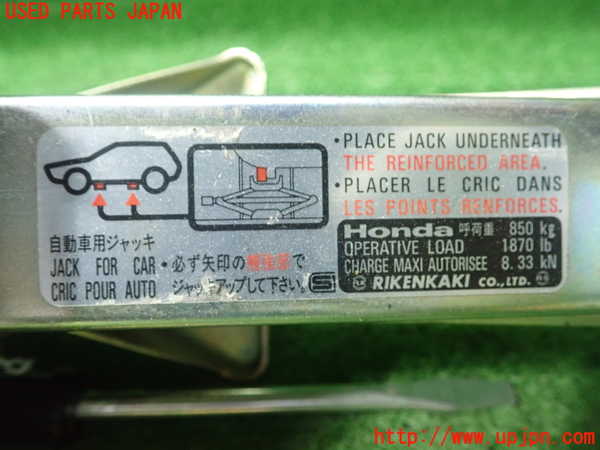 USED PARTS JAPAN
・PLACE JACK UNDERNEATH
THE REINFORCED AREA.
・PLACER LE CRIC DANS
LES POINTS RENFORCES.
自動車用ジャッキ
JACK FOR CAR
CRIC POUR AUTO
・必ず矢印の補強部で
ジャッキアップして下さい。
Honda 呼荷重 850 kg
OPERATIVE LOAD 1870 lb
CHARGE MAXI AUTORISEE 8.33 kN
RIKENKAKI CO.,LTD.
http://www-upjpn.com/